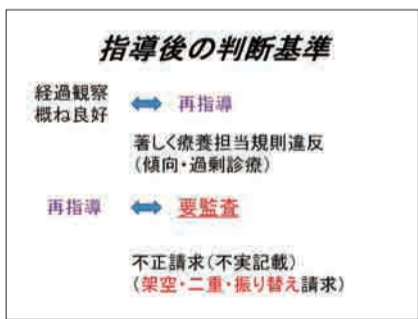 指導後の判断基準
経過観察
概ね良好 ⇔ 再指導
著しく療養担当規則違反
(傾向・過剰診療)
再指導 ⇔ 要監査
不正請求(不実記載)
(架空・二重・振り替え請求)